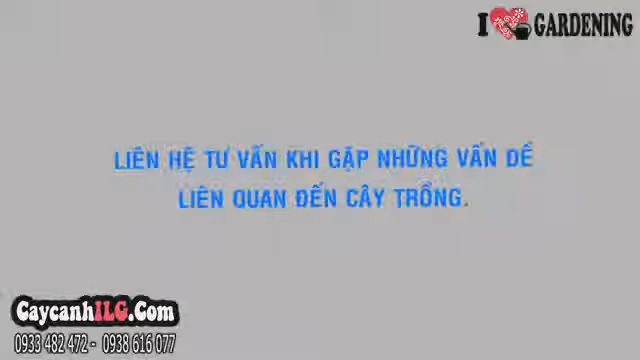 I GARDENING
LIÊN HỆ TƯ VẤN KHI GẶP NHỮNG VẤN ĐỀ
LIÊN QUAN ĐẾN CÂY TRỒNG.
CaycanhILG.Com
0933 482 472 - 0938 616 077